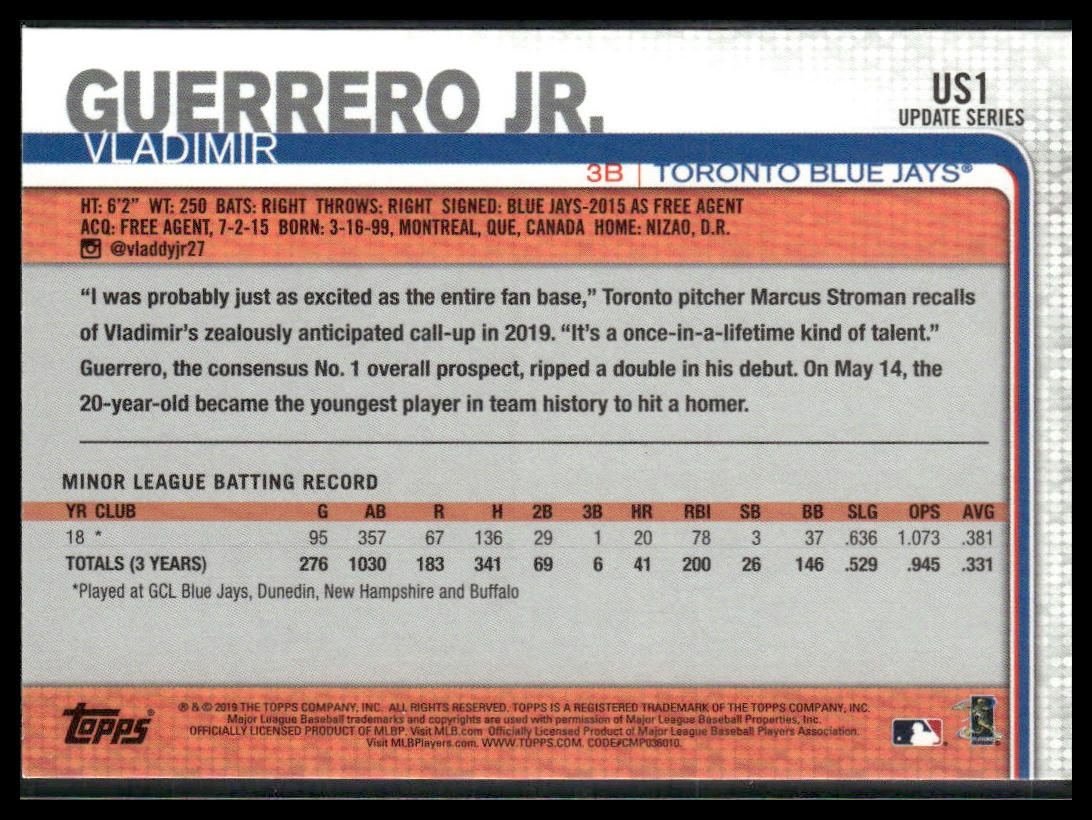 GUERRERO JR.
VLADIMIR
US1
UPDATE SERIES
3B | TORONTO BLUE JAYS®
HT: 6'2" WT: 250 BATS: RIGHT THROWS: RIGHT SIGNED: BLUE JAYS-2015 AS FREE AGENT
ACQ: FREE AGENT, 7-2-15 BORN: 3-16-99, MONTREAL, QUE, CANADA HOME: NIZAO, D.R.
@vladdyjr27
“I was probably just as excited as the entire fan base,” Toronto pitcher Marcus Stroman recalls
of Vladimir’s zealously anticipated call-up in 2019. “It’s a once-in-a-lifetime kind of talent.”
Guerrero, the consensus No. 1 overall prospect, ripped a double in his debut. On May 14, the
20-year-old became the youngest player in team history to hit a homer.
MINOR LEAGUE BATTING RECORD
YR CLUB G AB R H 2B 3B HR RBI SB BB SLG OPS AVG
18 * 95 357 67 136 29 1 20 78 3 37 .636 1.073 .381
TOTALS (3 YEARS) 276 1030 183 341 69 6 41 200 26 146 .529 .945 .331
*Played at GCL Blue Jays, Dunedin, New Hampshire and Buffalo
topps®
® & © 2019 THE TOPPS COMPANY, INC. ALL RIGHTS RESERVED. TOPPS IS A REGISTERED TRADEMARK OF THE TOPPS COMPANY, INC.
Major League Baseball trademarks and copyrights are used with permission of Major League Baseball Properties, Inc.
OFFICIALLY LICENSED PRODUCT OF MLBP. Visit MLB.com Officially Licensed Product of Major League Baseball Players Association.
Visit MLBPlayers.com. WWW.TOPPS.COM. CODE#CMP036010.